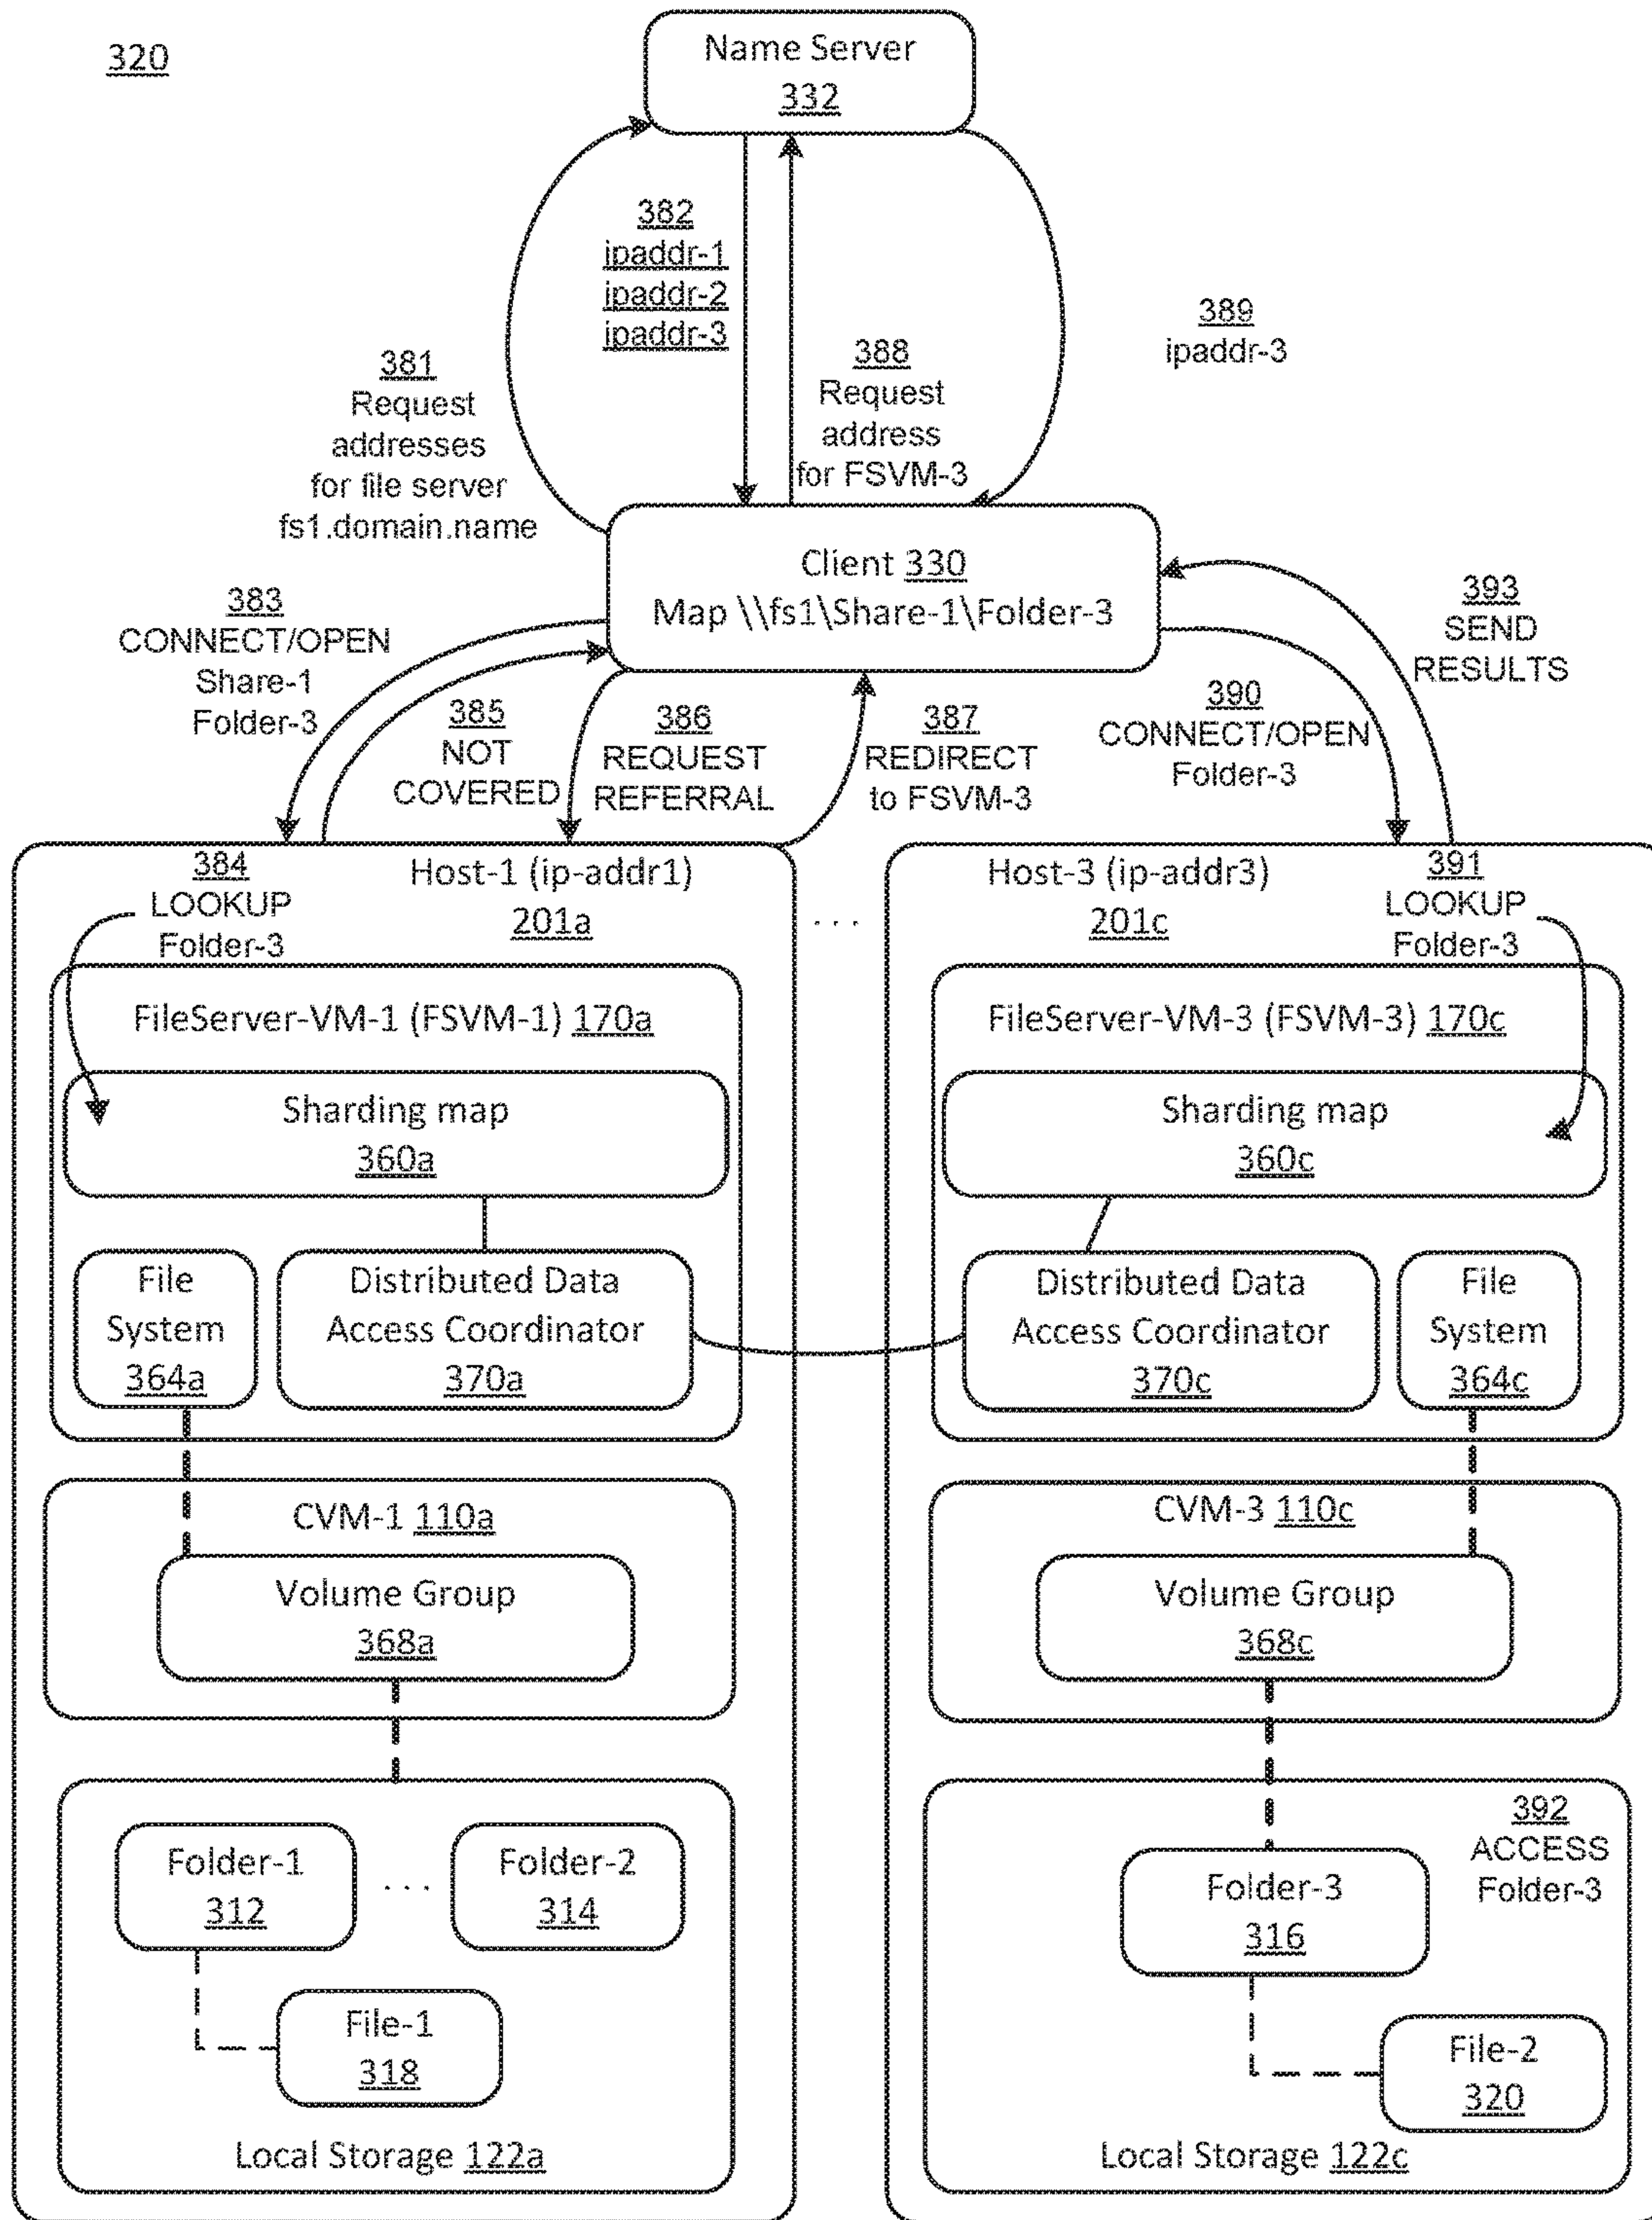 320
Name Server
332
382
ipaddr-1
ipaddr-2
ipaddr-3
389
ipaddr-3
381
Request
addresses
for file server
fs1.domain.name
388
Request
address
for FSVM-3
Client 330
Map \\fs1\Share-1\Folder-3
383
CONNECT/OPEN
Share-1
Folder-3
385
NOT
COVERED
386
REQUEST
REFERRAL
387
REDIRECT
to FSVM-3
390
CONNECT/OPEN
Folder-3
393
SEND
RESULTS
384
LOOKUP
Folder-3
Host-1 (ip-addr1)
201a
. . .
Host-3 (ip-addr3)
201c
391
LOOKUP
Folder-3
FileServer-VM-1 (FSVM-1) 170a
Sharding map
360a
File
System
364a
Distributed Data
Access Coordinator
370a
FileServer-VM-3 (FSVM-3) 170c
Sharding map
360c
Distributed Data
Access Coordinator
370c
File
System
364c
CVM-1 110a
Volume Group
368a
CVM-3 110c
Volume Group
368c
Folder-1
312
. . .
Folder-2
314
File-1
318
Local Storage 122a
392
ACCESS
Folder-3
Folder-3
316
File-2
320
Local Storage 122c